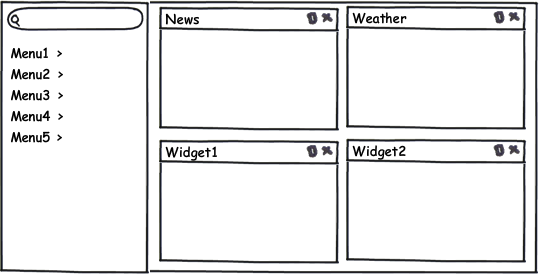 Menu1 >
Menu2 >
Menu3 >
Menu4 >
Menu5 >
News
Weather
Widget1
Widget2